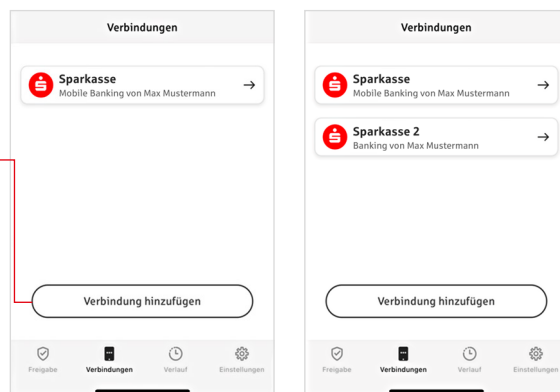 Verbindungen
Sparkasse
Mobile Banking von Max Mustermann
Verbindung hinzufügen
Freigabe
Verbindungen
Verlauf
Einstellungen
Verbindungen
Sparkasse
Mobile Banking von Max Mustermann
Sparkasse 2
Banking von Max Mustermann
Verbindung hinzufügen
Freigabe
Verbindungen
Verlauf
Einstellungen